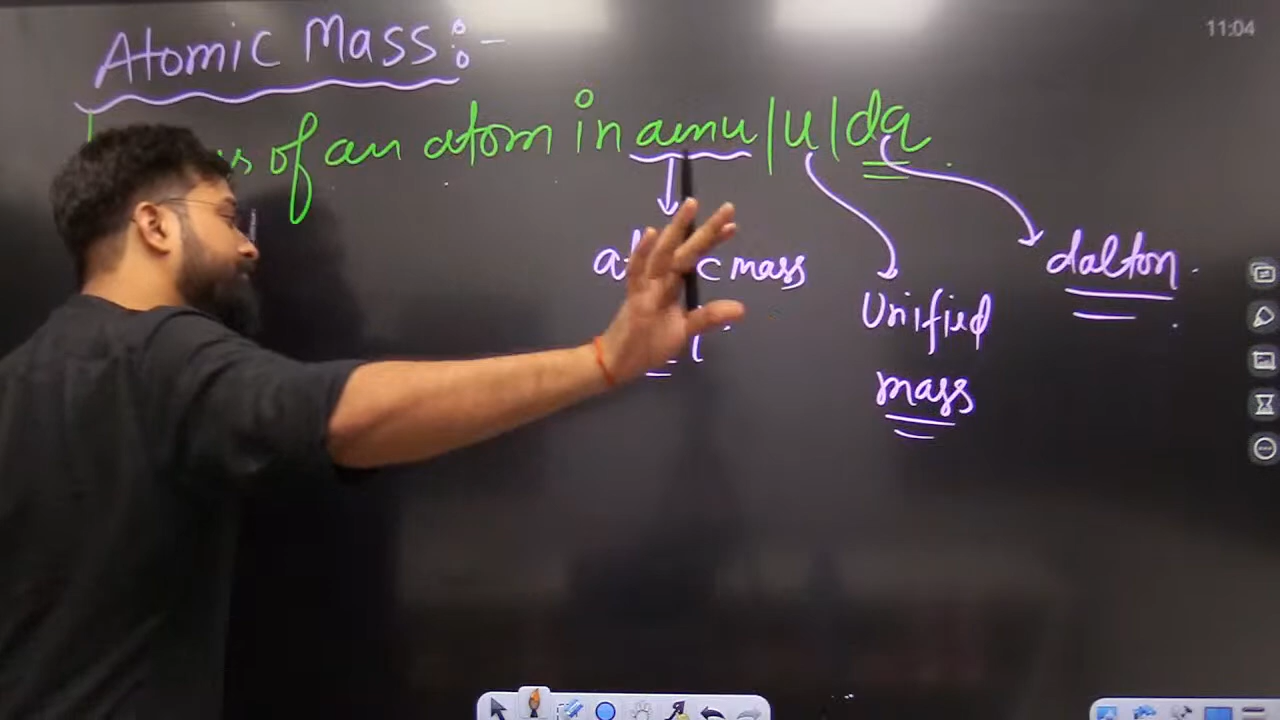 Atomic Mass :-
11:04
of an atom in amu | u | da .
mass
dalton .
Unified
mass